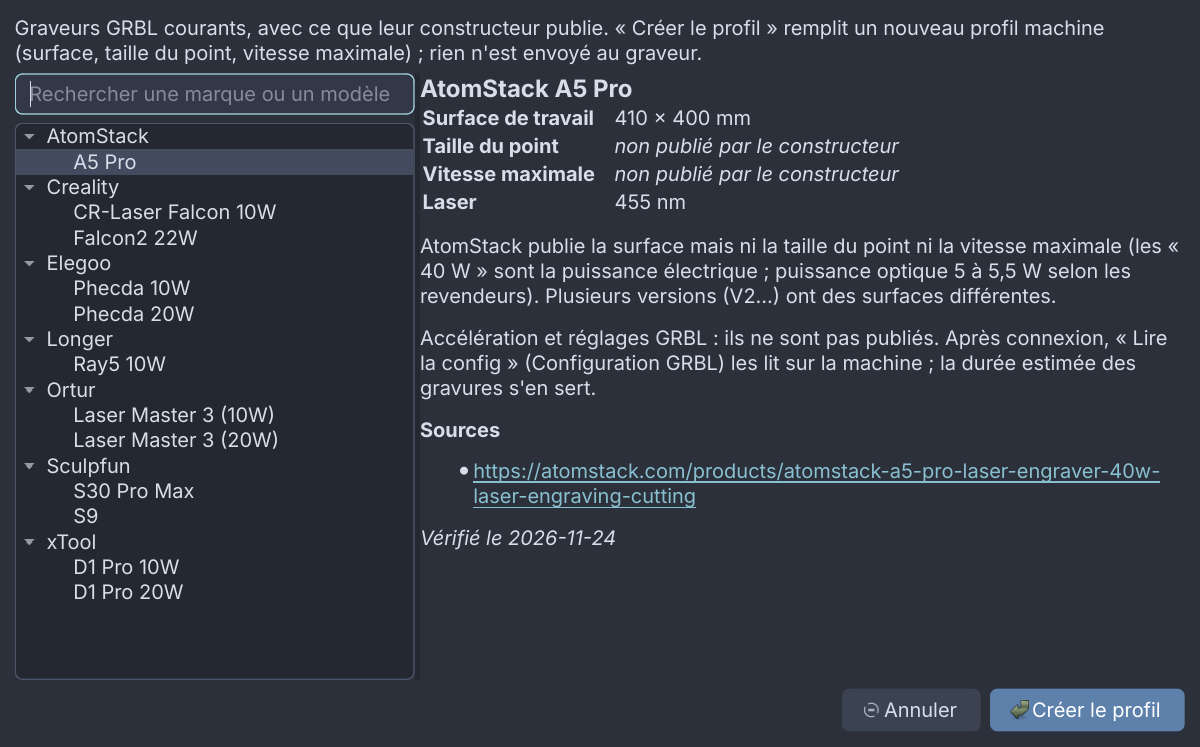 Graveurs GRBL courants, avec ce que leur constructeur publie. « Créer le profil » remplit un nouveau profil machine
(surface, taille du point, vitesse maximale) ; rien n'est envoyé au graveur.
Rechercher une marque ou un modèle
AtomStack
A5 Pro
Creality
CR-Laser Falcon 10W
Falcon2 22W
Elegoo
Phecda 10W
Phecda 20W
Longer
Ray5 10W
Ortur
Laser Master 3 (10W)
Laser Master 3 (20W)
Sculpfun
S30 Pro Max
S9
xTool
D1 Pro 10W
D1 Pro 20W
AtomStack A5 Pro
Surface de travail 410 × 400 mm
Taille du point non publié par le constructeur
Vitesse maximale non publié par le constructeur
Laser 455 nm
AtomStack publie la surface mais ni la taille du point ni la vitesse maximale (les «
40 W » sont la puissance électrique ; puissance optique 5 à 5,5 W selon les
revendeurs). Plusieurs versions (V2...) ont des surfaces différentes.
Accélération et réglages GRBL : ils ne sont pas publiés. Après connexion, « Lire
la config » (Configuration GRBL) les lit sur la machine ; la durée estimée des
gravures s'en sert.
Sources
• https://atomstack.com/products/atomstack-a5-pro-laser-engraver-40w-
laser-engraving-cutting
Vérifié le 2026-11-24
Annuler
Créer le profil